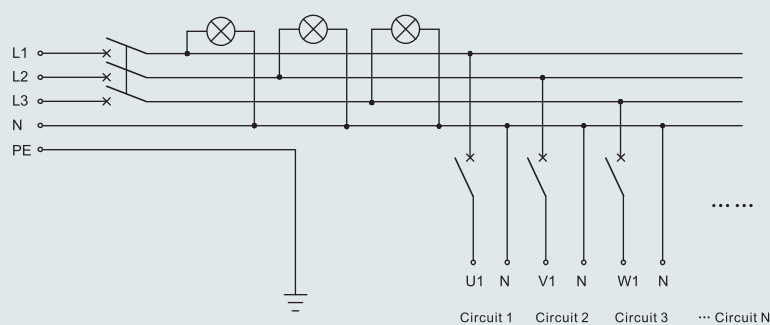 L1
L2
L3
N
PE
U1 N V1 N W1 N
Circuit 1 Circuit 2 Circuit 3 ··· Circuit N